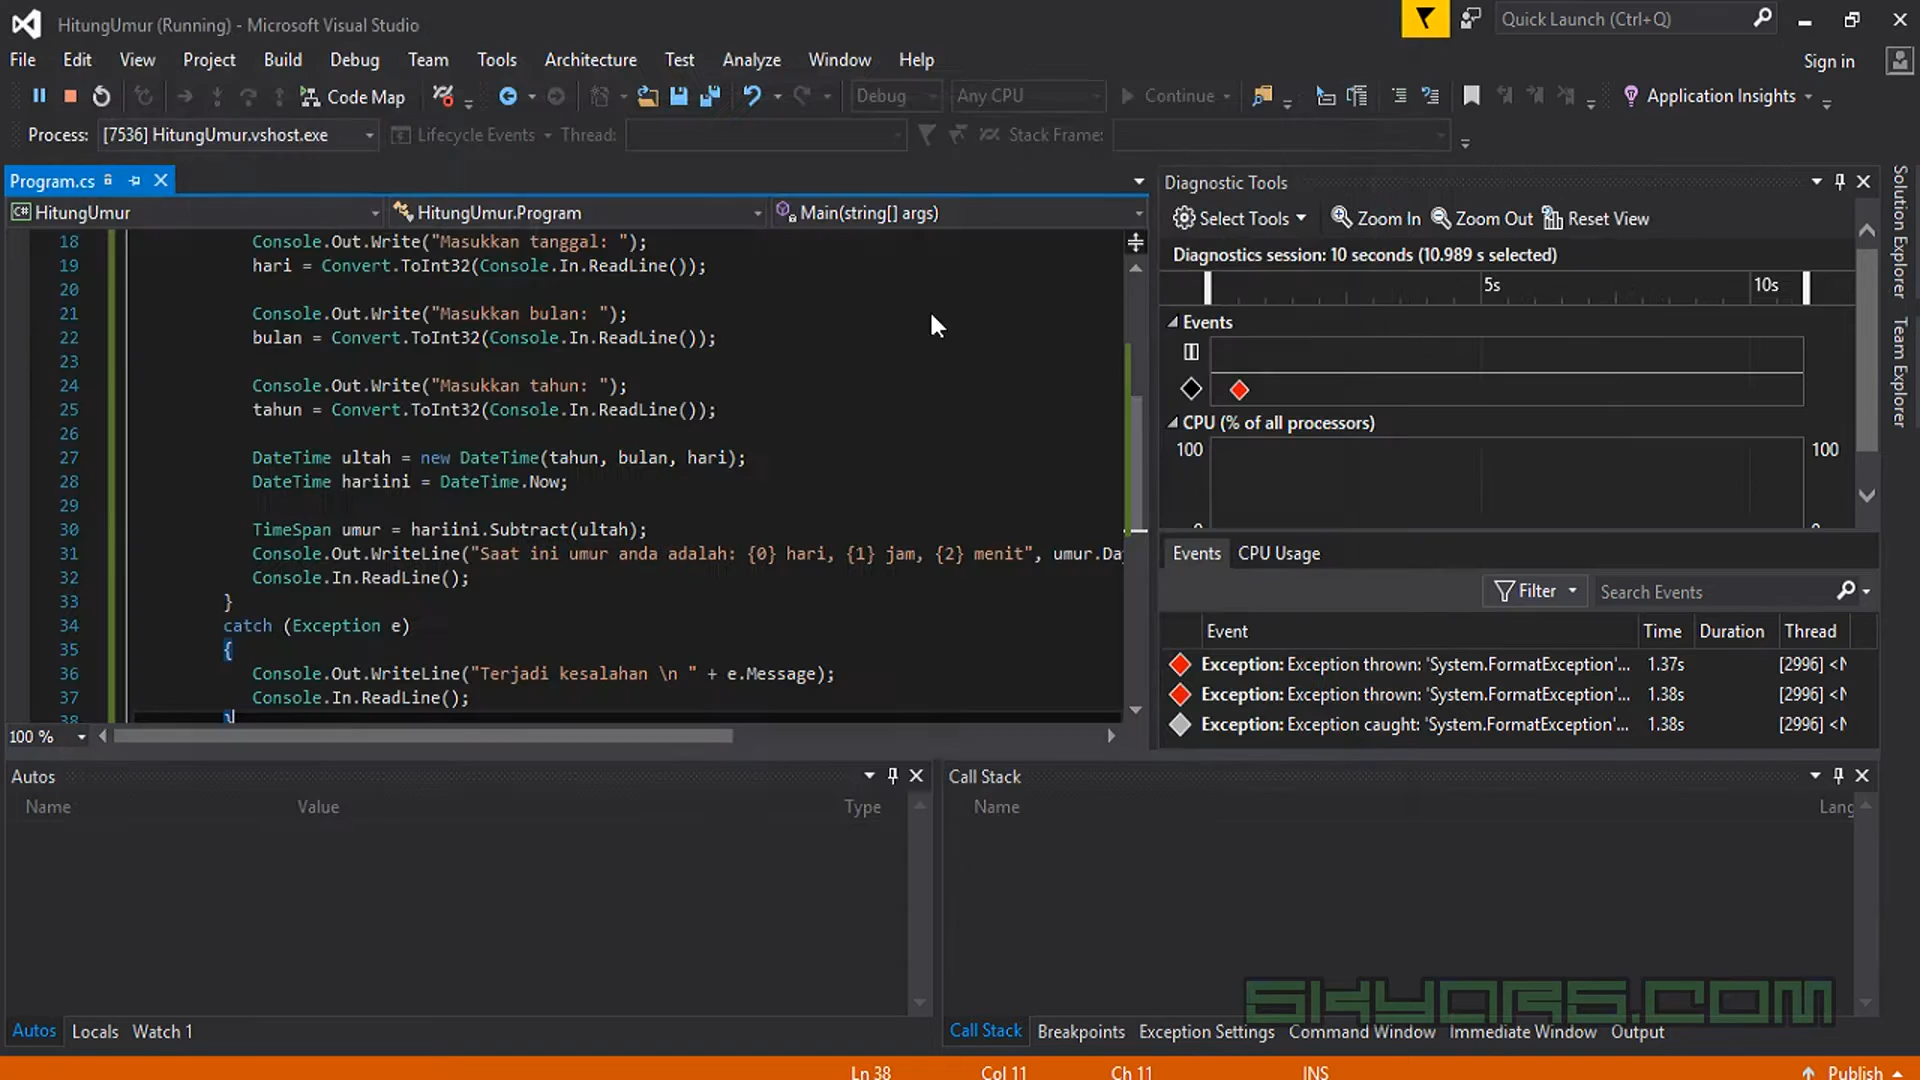 HitungUmur (Running) - Microsoft Visual Studio
Quick Launch (Ctrl+Q)
File Edit View Project Build Debug Team Tools Architecture Test Analyze Window Help
Sign in
Code Map
Debug
Any CPU
Continue
Application Insights
Process: [7536] HitungUmur.vshost.exe
Lifecycle Events
Thread:
Stack Frame:
Program.cs
HitungUmur
HitungUmur.Program
Main(string[] args)
18 Console.Out.Write("Masukkan tanggal: ");
19 hari = Convert.ToInt32(Console.In.ReadLine());
20
21 Console.Out.Write("Masukkan bulan: ");
22 bulan = Convert.ToInt32(Console.In.ReadLine());
23
24 Console.Out.Write("Masukkan tahun: ");
25 tahun = Convert.ToInt32(Console.In.ReadLine());
26
27 DateTime ultah = new DateTime(tahun, bulan, hari);
28 DateTime hariini = DateTime.Now;
29
30 TimeSpan umur = hariini.Subtract(ultah);
31 Console.Out.WriteLine("Saat ini umur anda adalah: {0} hari, {1} jam, {2} menit", umur.Da
32 Console.In.ReadLine();
33 }
34 catch (Exception e)
35 {
36 Console.Out.WriteLine("Terjadi kesalahan \n " + e.Message);
37 Console.In.ReadLine();
38 }
100 %
Diagnostic Tools
Select Tools Zoom In Zoom Out Reset View
Diagnostics session: 10 seconds (10.989 s selected)
5s 10s
Events
CPU (% of all processors)
100 100
0
Events CPU Usage
Filter Search Events
Event Time Duration Thread
Exception: Exception thrown: 'System.FormatException'... 1.37s [2996] <N
Exception: Exception thrown: 'System.FormatException'... 1.38s [2996] <N
Exception: Exception caught: 'System.FormatException'... 1.38s [2996] <N
Solution Explorer
Team Explorer
Autos
Name Value Type
Call Stack
Name Lang
SKYORS.COM
Autos Locals Watch 1
Call Stack Breakpoints Exception Settings Command Window Immediate Window Output
Ln 38 Col 11 Ch 11 INS
Publish